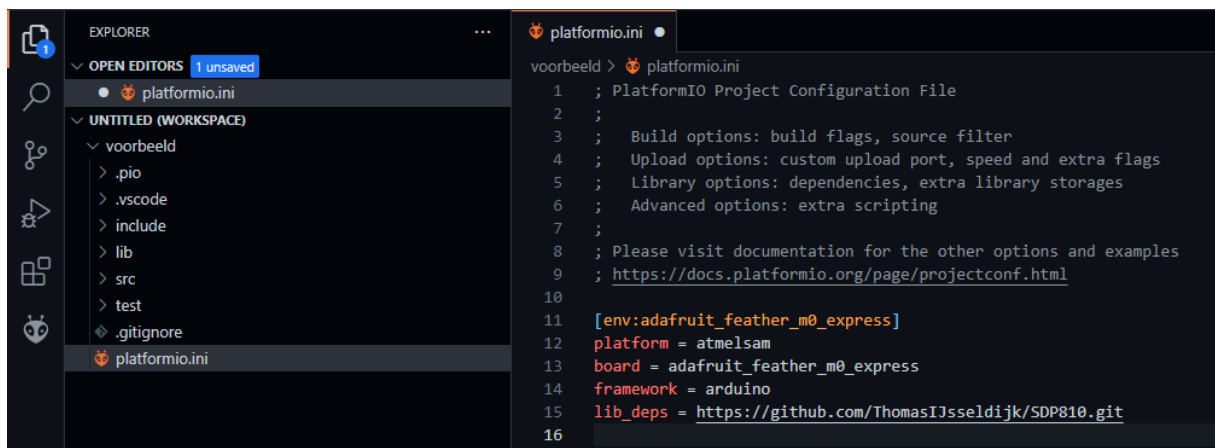 EXPLORER
OPEN EDITORS 1 unsaved
platformio.ini
UNTITLED (WORKSPACE)
voorbeeld
.pio
.vscode
include
lib
src
test
.gitignore
platformio.ini
1
platformio.ini
voorbeeld > platformio.ini
1 ; PlatformIO Project Configuration File
2 ;
3 ;   Build options: build flags, source filter
4 ;   Upload options: custom upload port, speed and extra flags
5 ;   Library options: dependencies, extra library storages
6 ;   Advanced options: extra scripting
7 ;
8 ; Please visit documentation for the other options and examples
9 ; https://docs.platformio.org/page/projectconf.html
10
11 [env:adafruit_feather_m0_express]
12 platform = atmelsam
13 board = adafruit_feather_m0_express
14 framework = arduino
15 lib_deps = https://github.com/ThomasIJsseldijk/SDP810.git
16